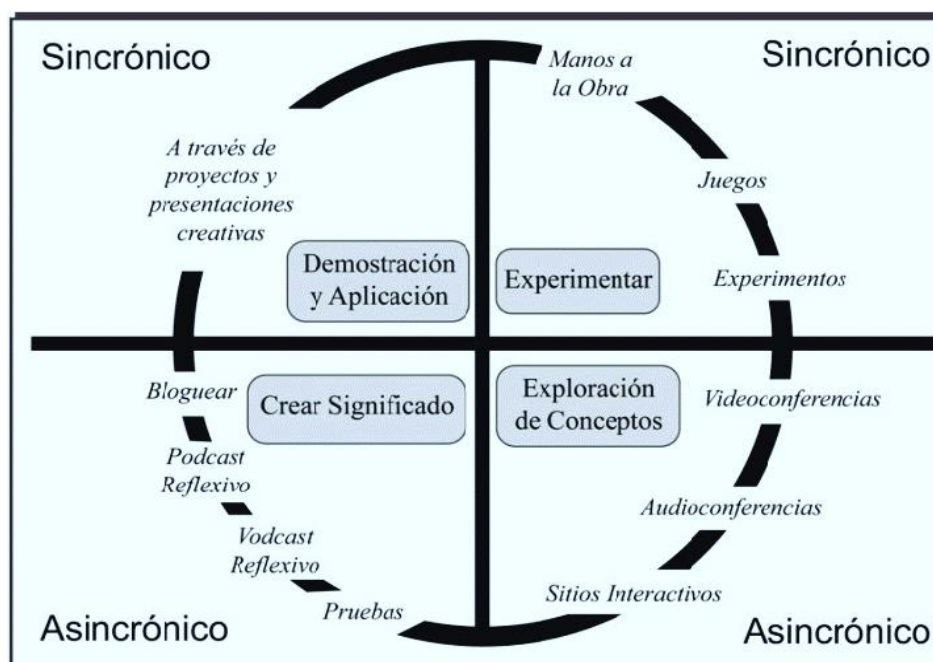 Sincrónico
Sincrónico
Manos a
la Obra
A través de
proyectos y
presentaciones
creativas
Juegos
Demostración
y Aplicación
Experimentar
Experimentos
Bloguear
Crear Significado
Exploración
de Conceptos
Videoconferencias
Podcast
Reflexivo
Audioconferencias
Vodcast
Reflexivo
Pruebas
Sitios Interactivos
Asincrónico
Asincrónico